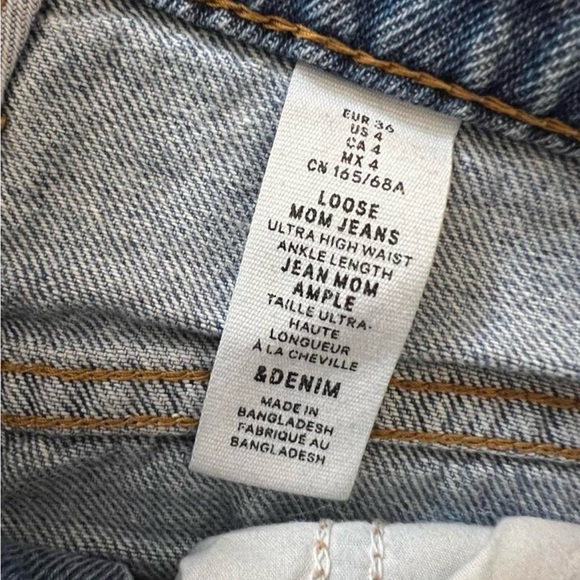 EUR 36
US 4
CA 4
MX 4
CN 165/68A
LOOSE
MOM JEANS
ULTRA HIGH WAIST
ANKLE LENGTH
JEAN MOM
AMPLE
TAILLE ULTRA-
HAUTE
LONGUEUR
À LA CHEVILLE
&DENIM
MADE IN
BANGLADESH
FABRIQUÉ AU
BANGLADESH